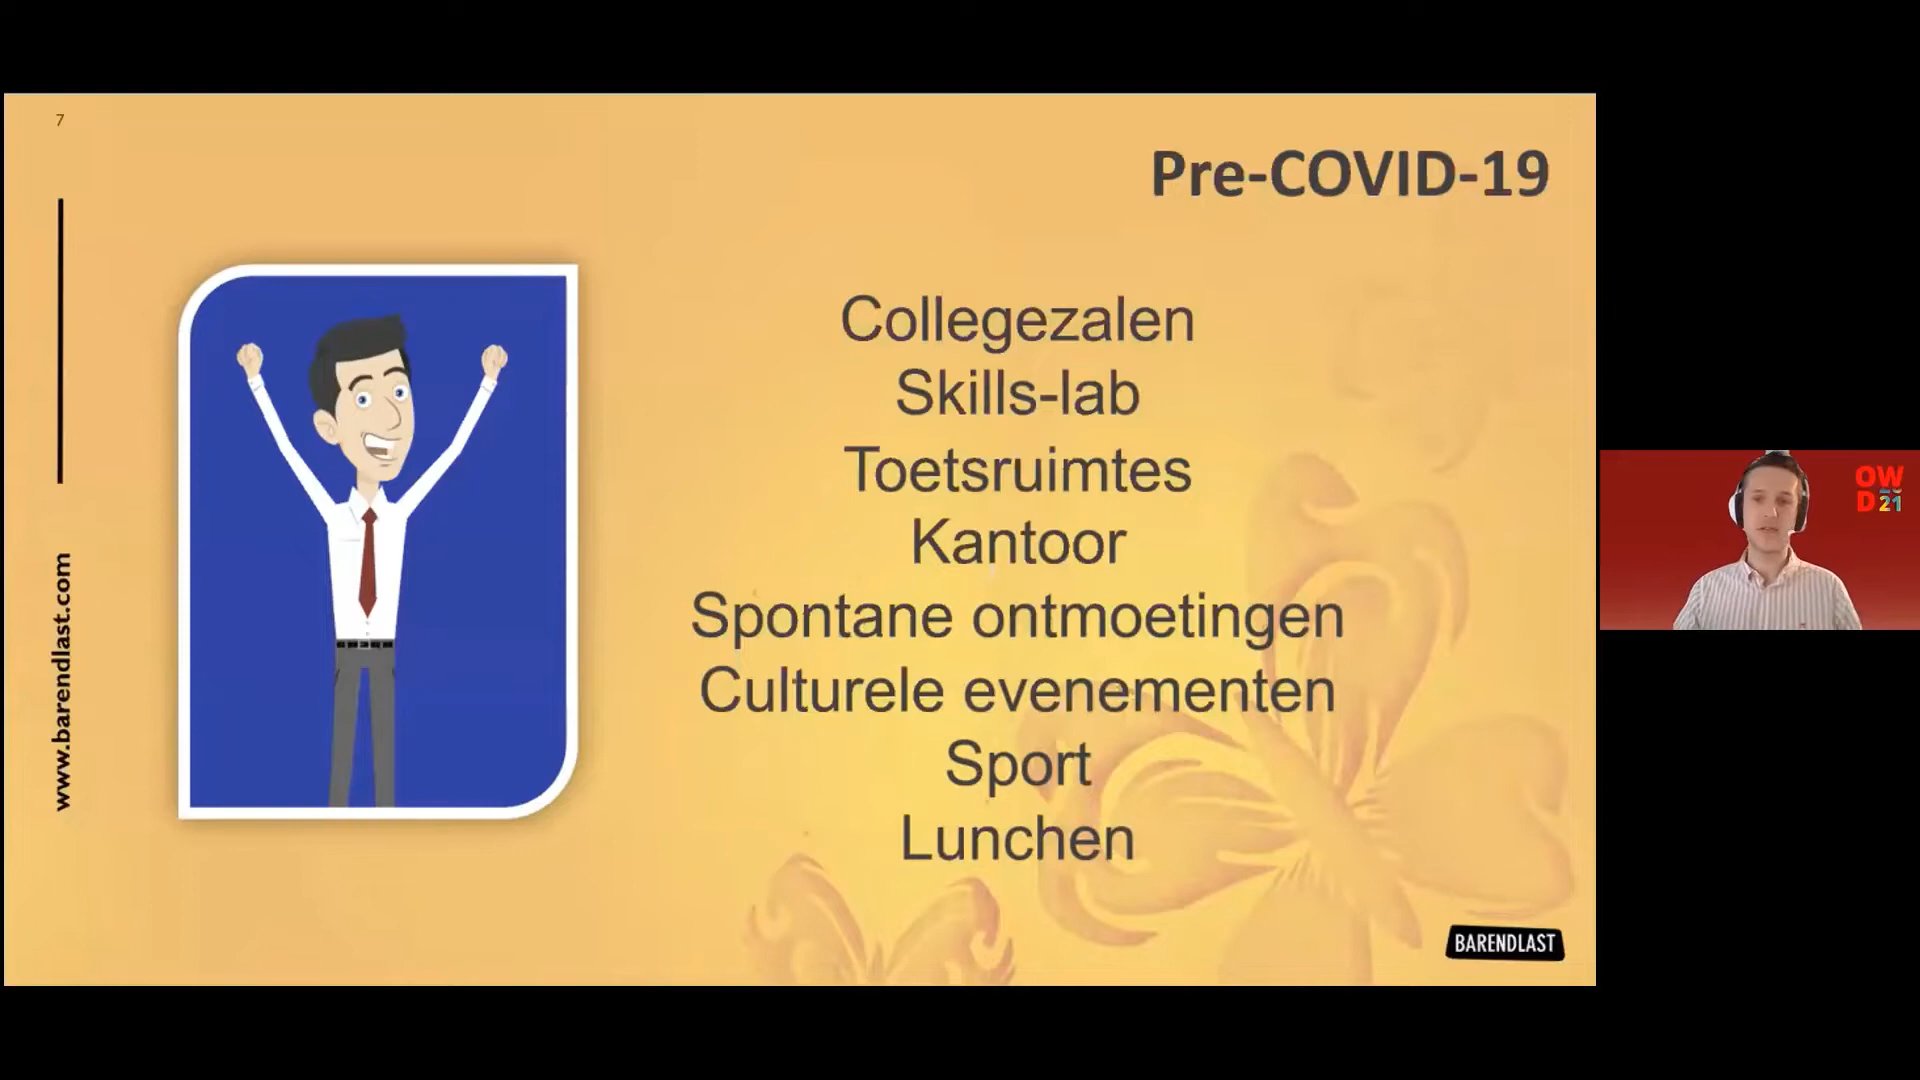 7
Pre-COVID-19
Collegezalen
Skills-lab
Toetsruimtes
Kantoor
Spontane ontmoetingen
Culturele evenementen
Sport
Lunchen
www.barendlast.com
BARENDLAST
OW
D21